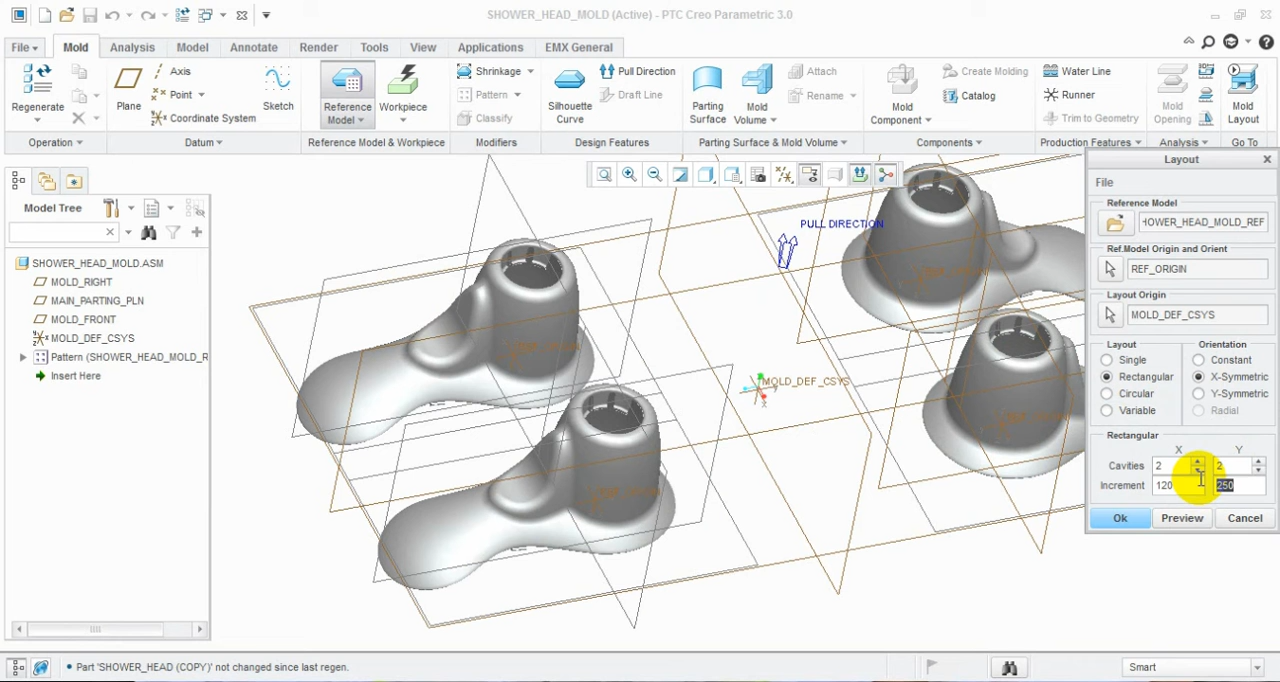 SHOWER_HEAD_MOLD (Active) - PTC Creo Parametric 3.0
File Mold Analysis Model Annotate Render Tools View Applications EMX General
Regenerate
Plane
Axis
Point
Coordinate System
Sketch
Reference Model
Workpiece
Shrinkage
Pattern
Classify
Silhouette Curve
Pull Direction
Draft Line
Parting Surface
Mold Volume
Attach
Rename
Mold Component
Create Molding
Catalog
Water Line
Runner
Trim to Geometry
Mold Opening
Mold Layout
Operation Datum Reference Model & Workpiece Modifiers Design Features Parting Surface & Mold Volume Components Production Features Analysis Go To
Model Tree
SHOWER_HEAD_MOLD.ASM
MOLD_RIGHT
MAIN_PARTING_PLN
MOLD_FRONT
MOLD_DEF_CSYS
Pattern (SHOWER_HEAD_MOLD_R
Insert Here
PULL DIRECTION
MOLD_DEF_CSYS
X
Layout
File
Reference Model
HOWER_HEAD_MOLD_REF
Ref.Model Origin and Orient
REF_ORIGIN
Layout Origin
MOLD_DEF_CSYS
Layout Orientation
Single Constant
Rectangular X-Symmetric
Circular Y-Symmetric
Variable Radial
Rectangular
X Y
Cavities 2 2
Increment 120 250
Ok Preview Cancel
• Part 'SHOWER_HEAD (COPY)' not changed since last regen.
Smart